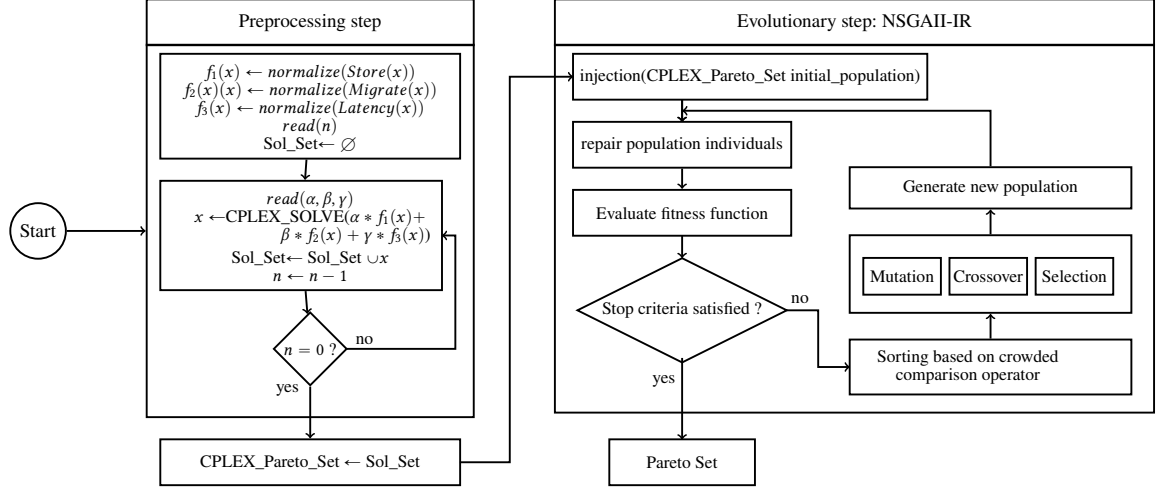 Preprocessing step
f₁(x) ← normalize(Store(x))
f₂(x)(x) ← normalize(Migrate(x))
f₃(x) ← normalize(Latency(x))
read(n)
Sol_Set← ∅
Start
read(α, β, γ)
x ←CPLEX_SOLVE(α ∗ f₁(x)+
β ∗ f₂(x) + γ ∗ f₃(x))
Sol_Set← Sol_Set ∪x
n ← n − 1
n = 0 ?
no
yes
CPLEX_Pareto_Set ← Sol_Set
Evolutionary step: NSGAII-IR
injection(CPLEX_Pareto_Set initial_population)
repair population individuals
Evaluate fitness function
Stop criteria satisfied ?
no
yes
Pareto Set
Generate new population
Mutation
Crossover
Selection
Sorting based on crowded
comparison operator